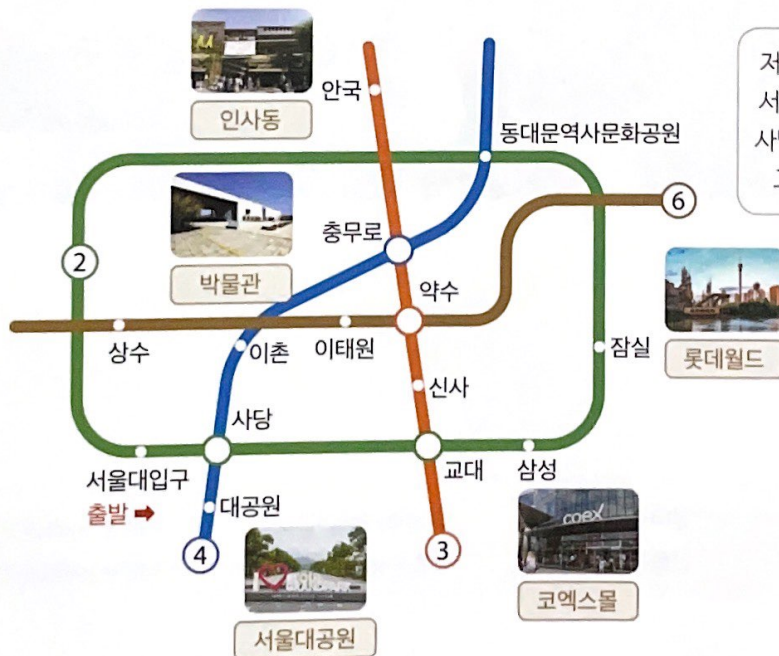 안국
인사동
동대문역사문화공원
저
서
6
충무로
2
박물관
약수
상수
이촌
이태원
잠실
신사
롯데월드
사당
서울대입구
교대
삼성
출발 ➡
대공원
coex
4
3
코엑스몰
서울대공원